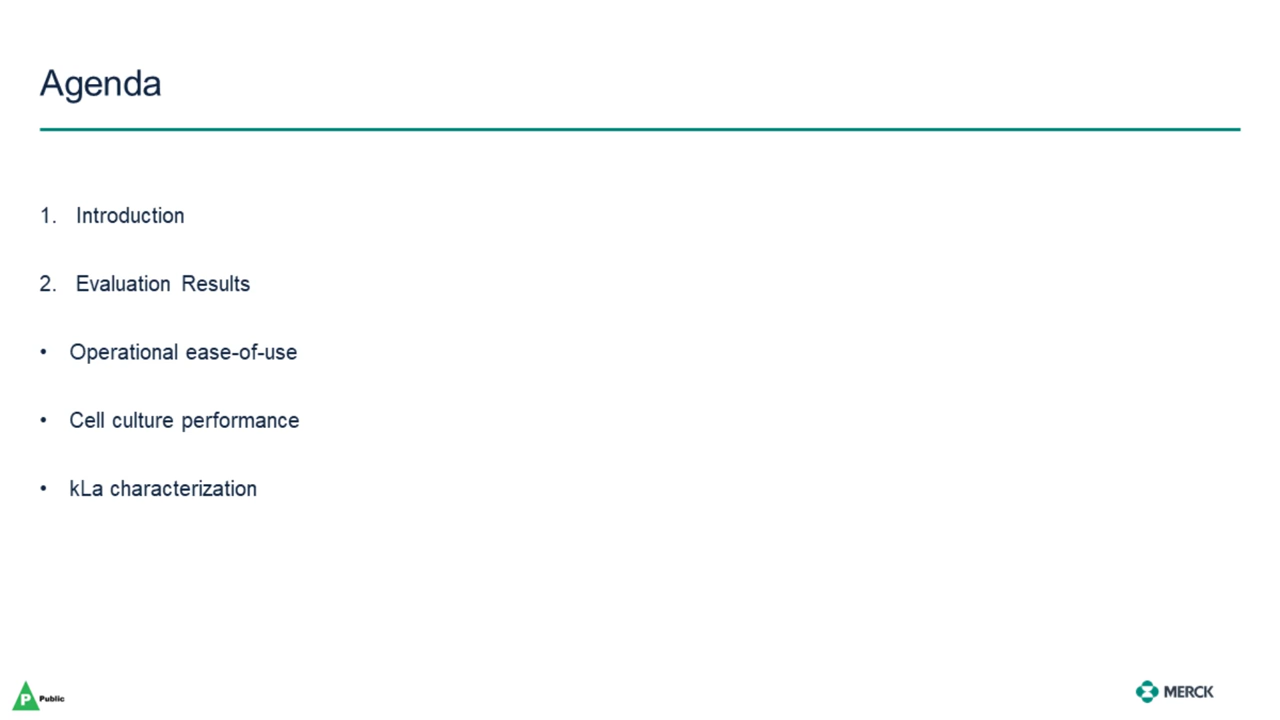 Agenda
1. Introduction
2. Evaluation Results
• Operational ease-of-use
• Cell culture performance
• kLa characterization
P Public
MERCK